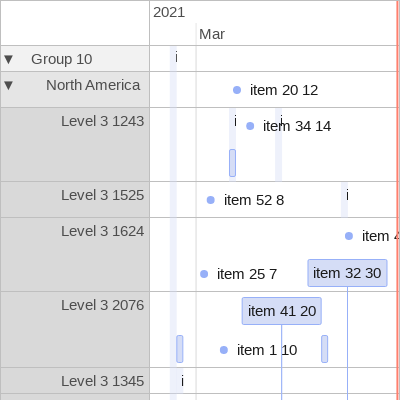 2021
Mar
▼ Group 10 i
▼ North America item 20 12
Level 3 1243 i item 34 14 i
Level 3 1525 item 52 8 i
Level 3 1624 item 4
item 25 7 item 32 30
Level 3 2076 item 41 20
item 1 10
Level 3 1345 i